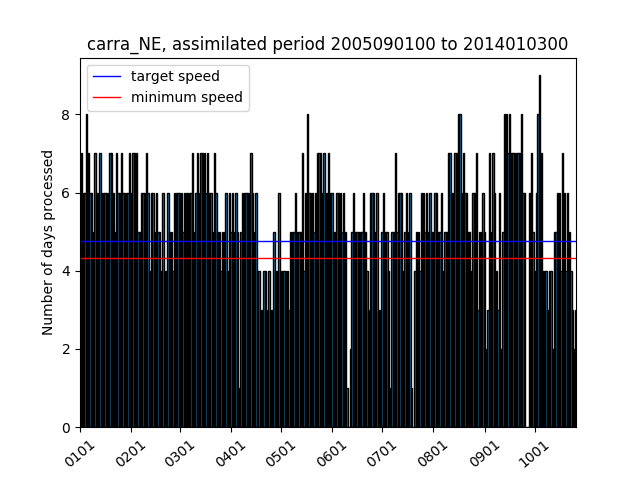 carra_NE, assimilated period 2005090100 to 2014010300
target speed
minimum speed
Number of days processed
8
6
4
2
0
0101 0201 0301 0401 0501 0601 0701 0801 0901 1001